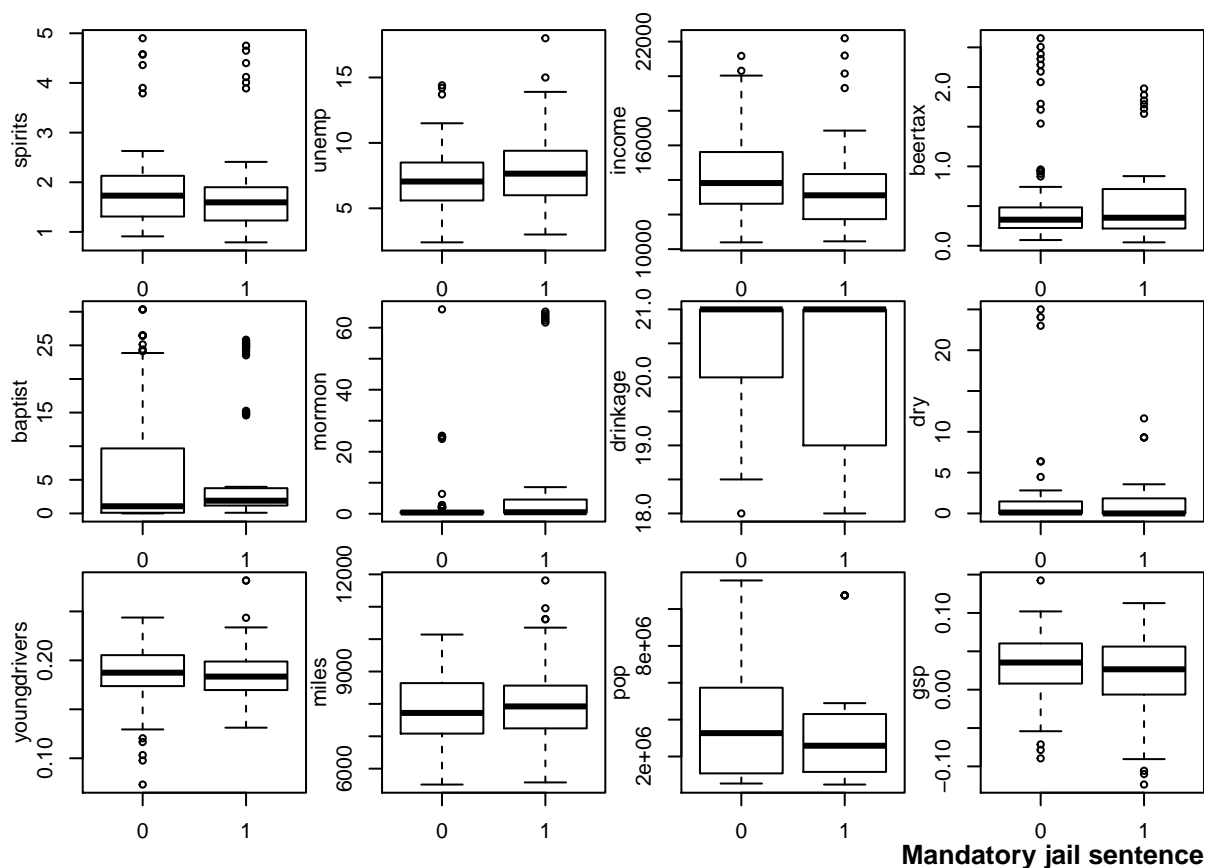 spirits
1 2 3 4 5
0 1
unemp
5 10 15
0 1
income
10000 16000 22000
0 1
beertax
0.0 1.0 2.0
0 1
baptist
0 5 15 25
0 1
mormon
0 20 40 60
0 1
drinkage
18.0 19.0 20.0 21.0
0 1
dry
0 5 10 20
0 1
youngdrivers
0.10 0.20
0 1
miles
6000 9000 12000
0 1
pop
2e+06 8e+06
0 1
gsp
−0.10 0.00 0.10
0 1
Mandatory jail sentence